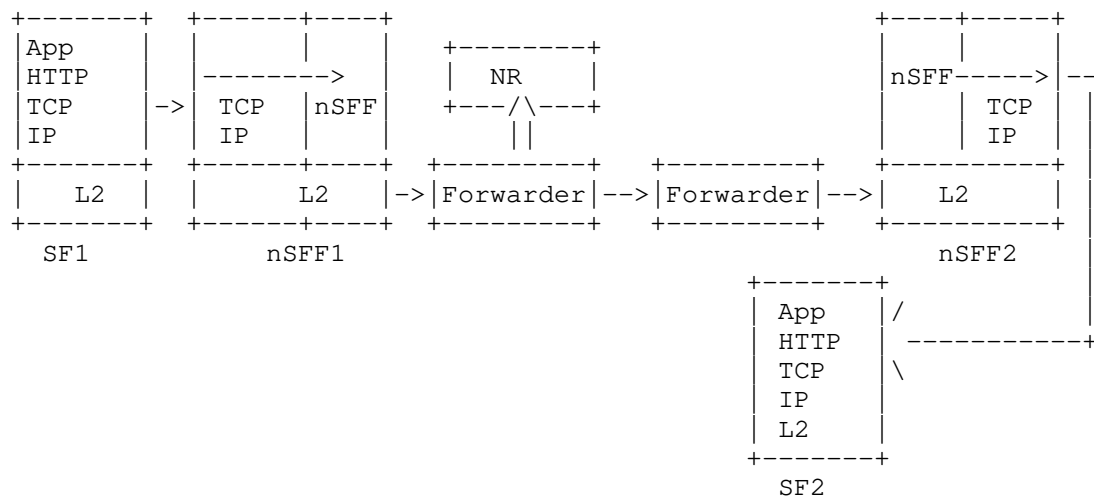 +-------+  +------+----+                                +----+-----+
|App    |  |      |    |    +--------+                  |    |     |
|HTTP   |  |-------->   |    |  NR    |                  |nSFF----->|--
|TCP    |->| TCP  |nSFF|    +---/\---+                  |    | TCP | |
|IP     |  | IP   |    |       ||                       |    | IP  | |
+-------+  +------+----+  +---------+   +---------+     +----------+ |
|   L2  |  |      L2   |->|Forwarder|-->|Forwarder|-->  |   L2     | |
+-------+  +------+----+  +---------+   +---------+     +----------+ |
  SF1          nSFF1                                       nSFF2     |
                                              +-------+              |
                                              | App   |/             |
                                              | HTTP  | -----------+
                                              | TCP   |\
                                              | IP    |
                                              | L2    |
                                              +-------+
                                                SF2